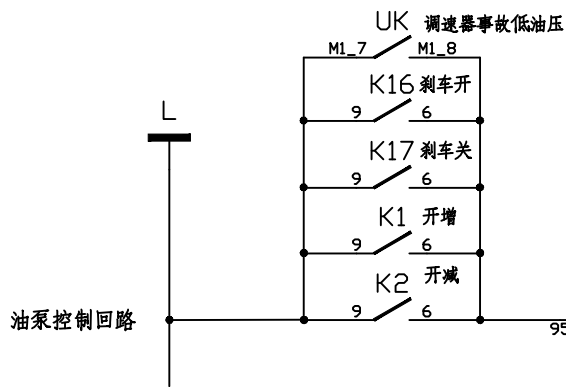 UK 调速器事故低油压
M1_7 M1_8
K16 刹车开
9 6
L
K17 刹车关
9 6
K1 开增
9 6
K2 开减
9 6
油泵控制回路
95